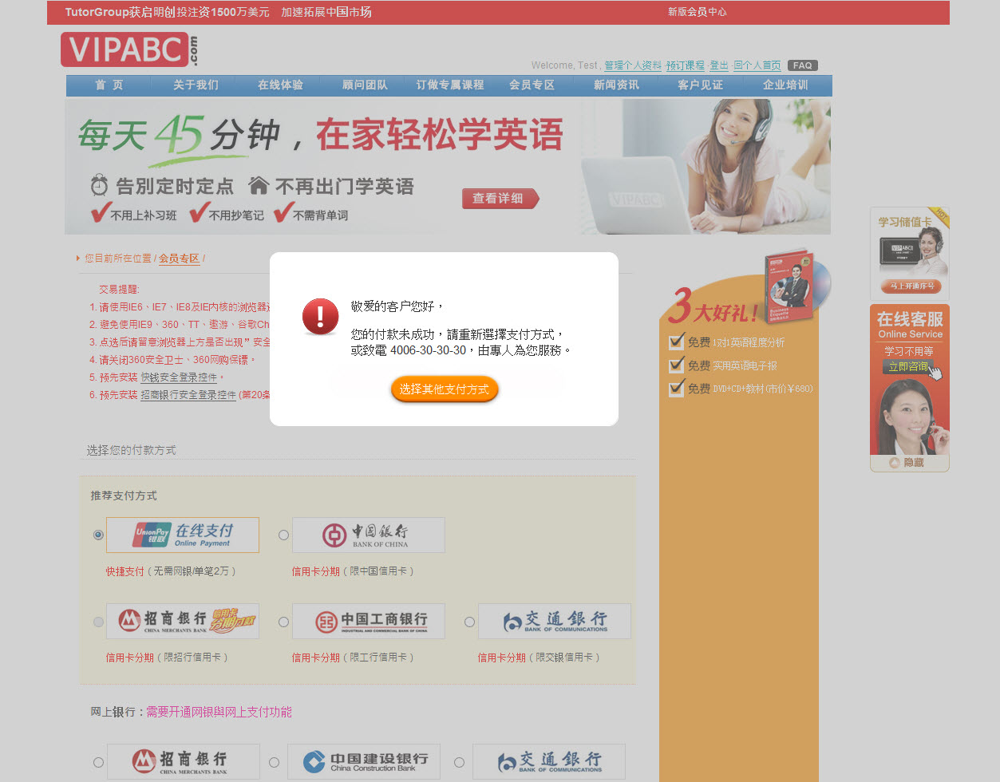 TutorGroup获启明创投注资1500万美元 加速拓展中国市场
新版会员中心
VIPABC.com
Welcome, Test , 管理个人资料 ·预订课程 ·登出 ·回个人首页 FAQ
首 页 关于我们 在线体验 顾问团队 订做专属课程 会员专区 新闻资讯 客户见证 企业培训
每天45分钟，在家轻松学英语
告别定时定点 不再出门学英语
查看详细
不用上补习班 不用抄笔记 不需背单词
VIPABC
HOT
学习储值卡
VIPABC
马上开通序号
在线客服
Online Service
学习不用等
立即咨询
隐藏
您目前所在位置 / 会员专区 /
交易提醒:
1. 请使用IE6、IE7、IE8及IE内核的浏览器
2. 避免使用IE9、360、TT、遨游、谷歌Ch
3. 点选后请留意浏览器上方是否出现”安全
4. 请关闭360安全卫士、360网购保镖。
5. 预先安装 快钱安全登录控件。
6. 预先安装 招商银行安全登录控件 (第20条
敬爱的客户您好，
您的付款未成功，請重新選擇支付方式，
或致電 4006-30-30-30，由專人為您服務。
选择其他支付方式
3大好礼!
Business Etiquette
免费 1对1英语程度分析
免费 实用英语电子报
免费 DVD+CD+教材(市价￥680)
选择您的付款方式
推荐支付方式
UnionPay 银联 在线支付 Online Payment
中国银行 BANK OF CHINA
快捷支付（无需网银/单笔2万）
信用卡分期（限中国信用卡）
招商银行 CHINA MERCHANTS BANK 信用卡分期付款
中国工商银行 INDUSTRIAL AND COMMERCIAL BANK OF CHINA
交通银行 BANK OF COMMUNICATIONS
信用卡分期（限招行信用卡）
信用卡分期（限工行信用卡）
信用卡分期（限交银信用卡）
网上银行：需要开通网银與网上支付功能
招商银行 CHINA MERCHANTS BANK
中国建设银行 China Construction Bank
交通银行 BANK OF COMMUNICATIONS